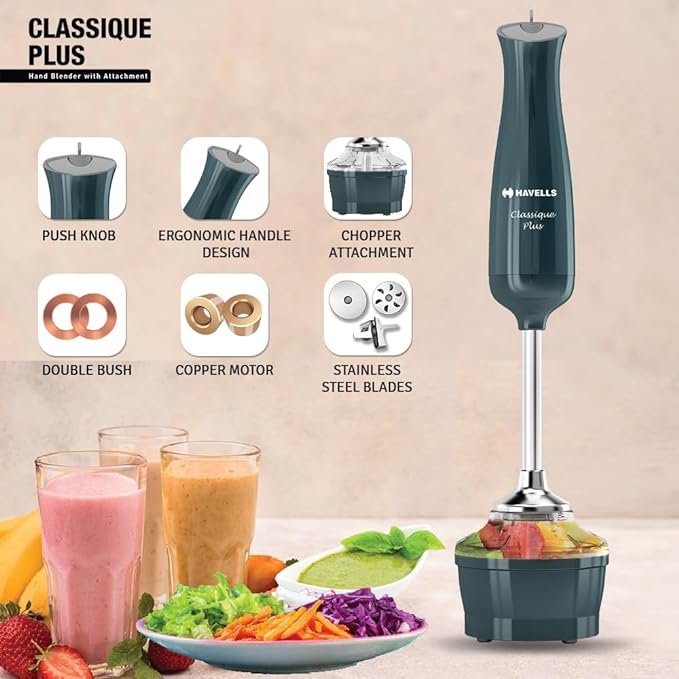 CLASSIQUE
PLUS
Hand Blender with Attachment
PUSH KNOB
ERGONOMIC HANDLE
DESIGN
CHOPPER
ATTACHMENT
DOUBLE BUSH
COPPER MOTOR
STAINLESS
STEEL BLADES
HAVELLS
Classique
Plus